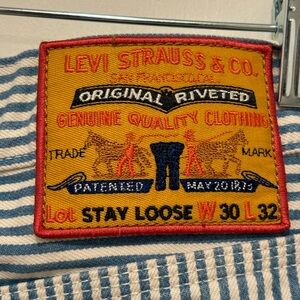 LEVI STRAUSS & CO.
SAN FRANCISCO, CAL.
ORIGINAL RIVETED
GENUINE QUALITY CLOTHING
TRADE MARK
PATENTED MAY 20 1873
Lot STAY LOOSE W 30 L 32